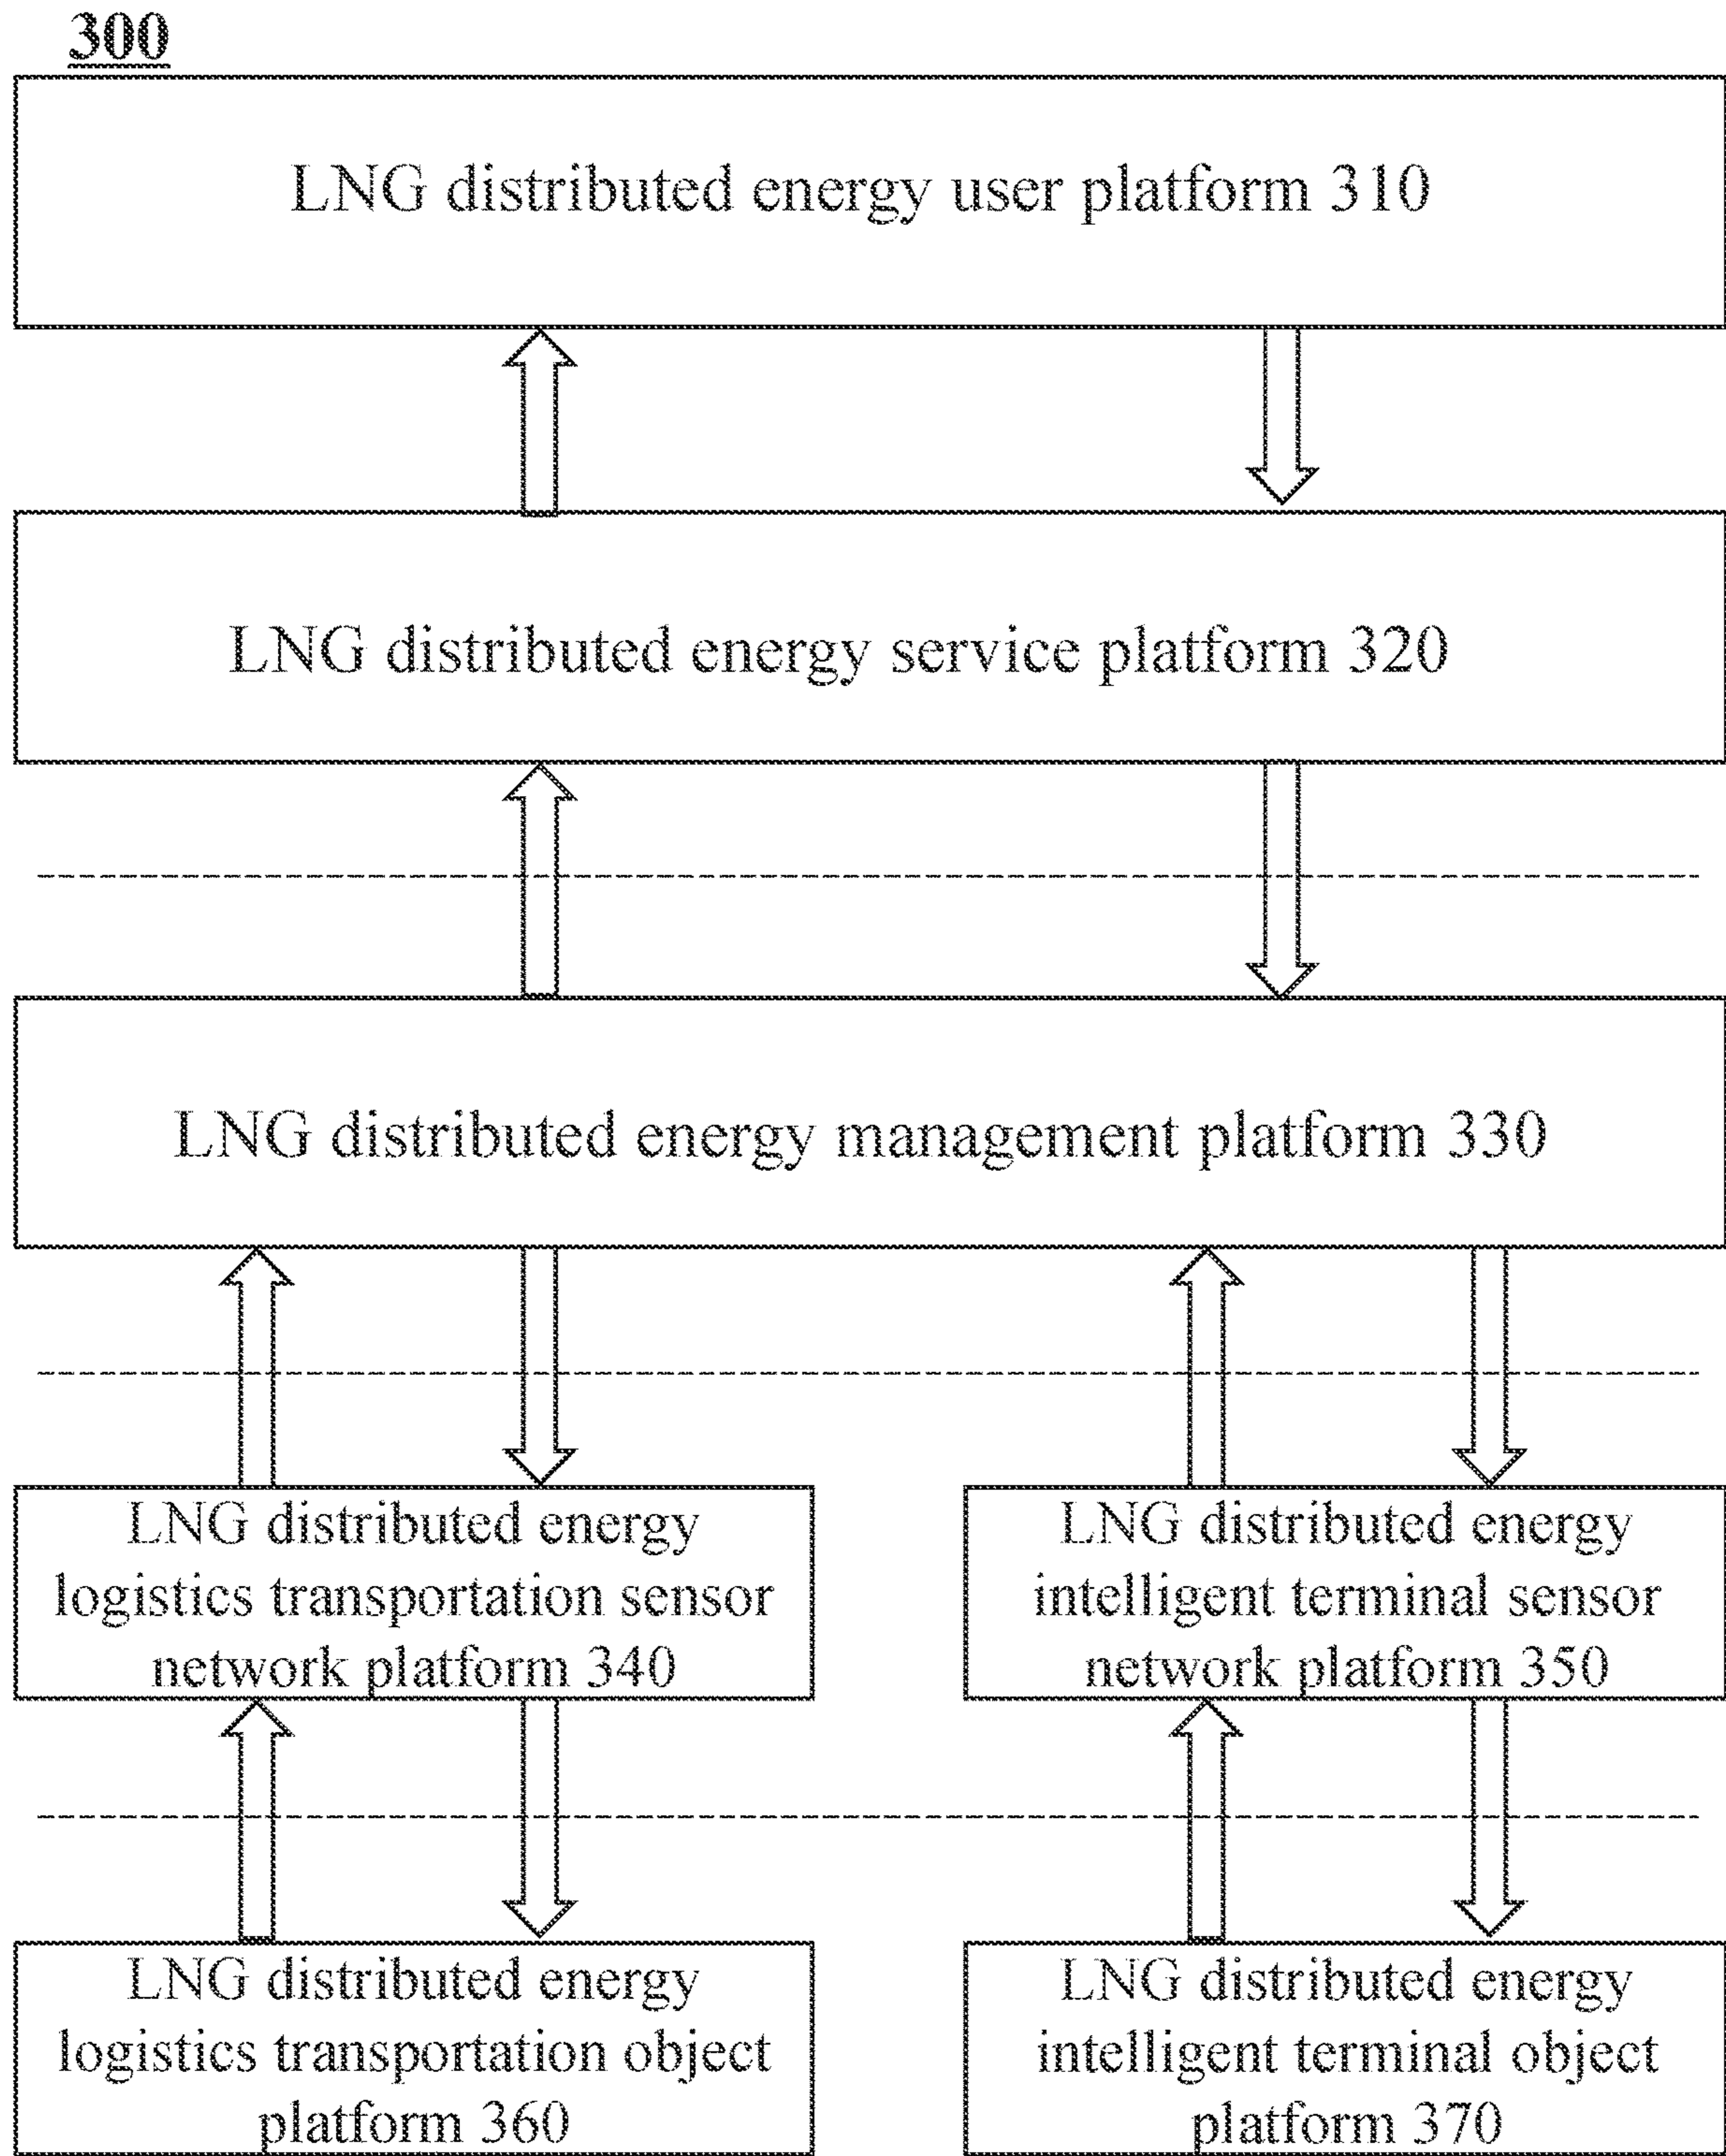 300
LNG distributed energy user platform 310
LNG distributed energy service platform 320
LNG distributed energy management platform 330
LNG distributed energy
logistics transportation sensor
network platform 340
LNG distributed energy
intelligent terminal sensor
network platform 350
LNG distributed energy
logistics transportation object
platform 360
LNG distributed energy
intelligent terminal object
platform 370